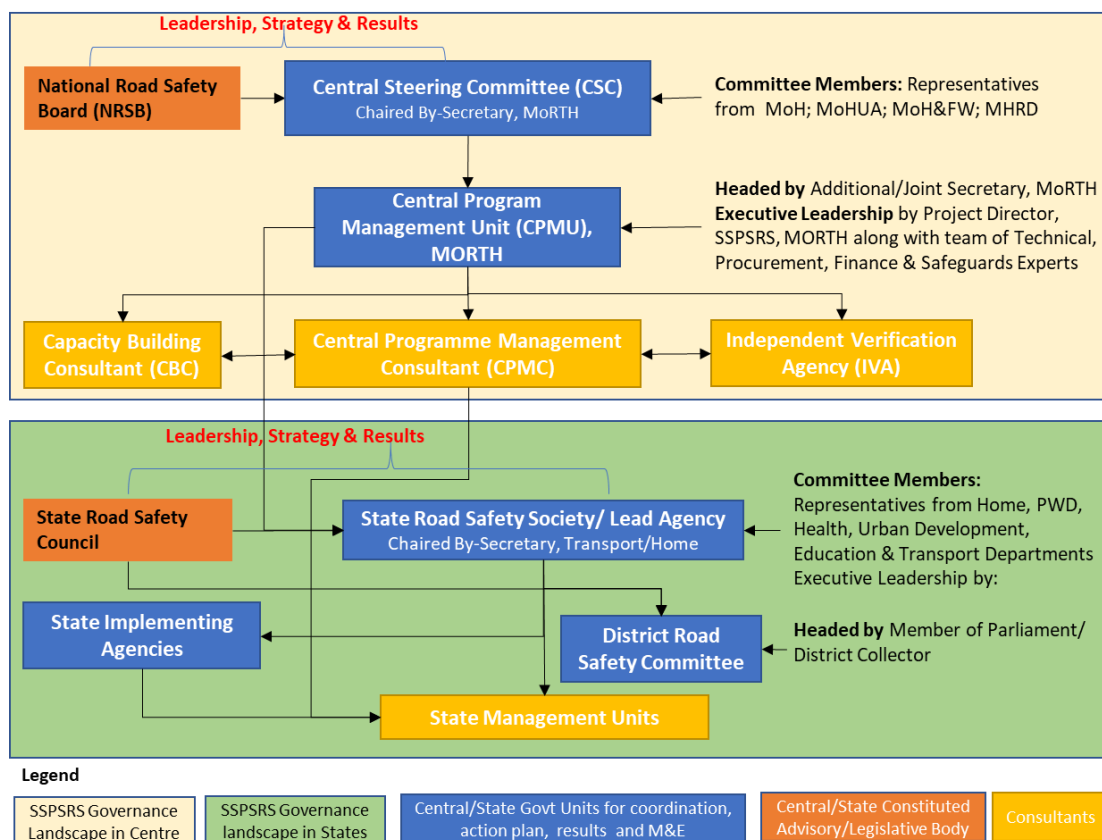 Leadership, Strategy & Results
National Road Safety
Board (NRSB)
Central Steering Committee (CSC)
Chaired By-Secretary, MoRTH
Committee Members: Representatives
from MoH; MoHUA; MoH&FW; MHRD
Central Program
Management Unit (CPMU),
MORTH
Headed by Additional/Joint Secretary, MoRTH
Executive Leadership by Project Director,
SSPSRS, MORTH along with team of Technical,
Procurement, Finance & Safeguards Experts
Capacity Building
Consultant (CBC)
Central Programme Management
Consultant (CPMC)
Independent Verification
Agency (IVA)
Leadership, Strategy & Results
State Road Safety
Council
State Road Safety Society/ Lead Agency
Chaired By-Secretary, Transport/Home
Committee Members:
Representatives from Home, PWD,
Health, Urban Development,
Education & Transport Departments
Executive Leadership by:
State Implementing
Agencies
District Road
Safety Committee
Headed by Member of Parliament/
District Collector
State Management Units
Legend
SSPSRS Governance
Landscape in Centre
SSPSRS Governance
landscape in States
Central/State Govt Units for coordination,
action plan, results and M&E
Central/State Constituted
Advisory/Legislative Body
Consultants